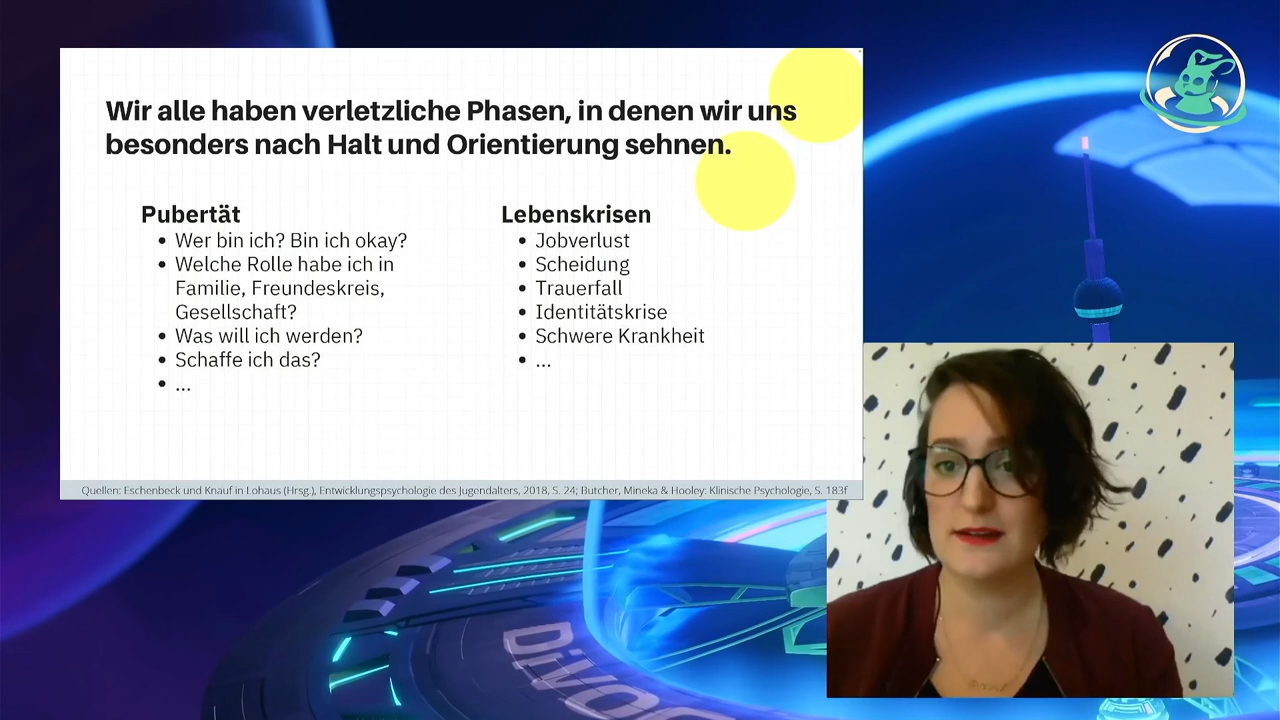 Wir alle haben verletzliche Phasen, in denen wir uns
besonders nach Halt und Orientierung sehnen.
Pubertät
• Wer bin ich? Bin ich okay?
• Welche Rolle habe ich in
Familie, Freundeskreis,
Gesellschaft?
• Was will ich werden?
• Schaffe ich das?
• ...
Lebenskrisen
• Jobverlust
• Scheidung
• Trauerfall
• Identitätskrise
• Schwere Krankheit
• ...
Quellen: Eschenbeck und Knauf in Lohaus (Hrsg.), Entwicklungspsychologie des Jugendalters, 2018, S. 24; Butcher, Mineka & Hooley: Klinische Psychologie, S. 183f